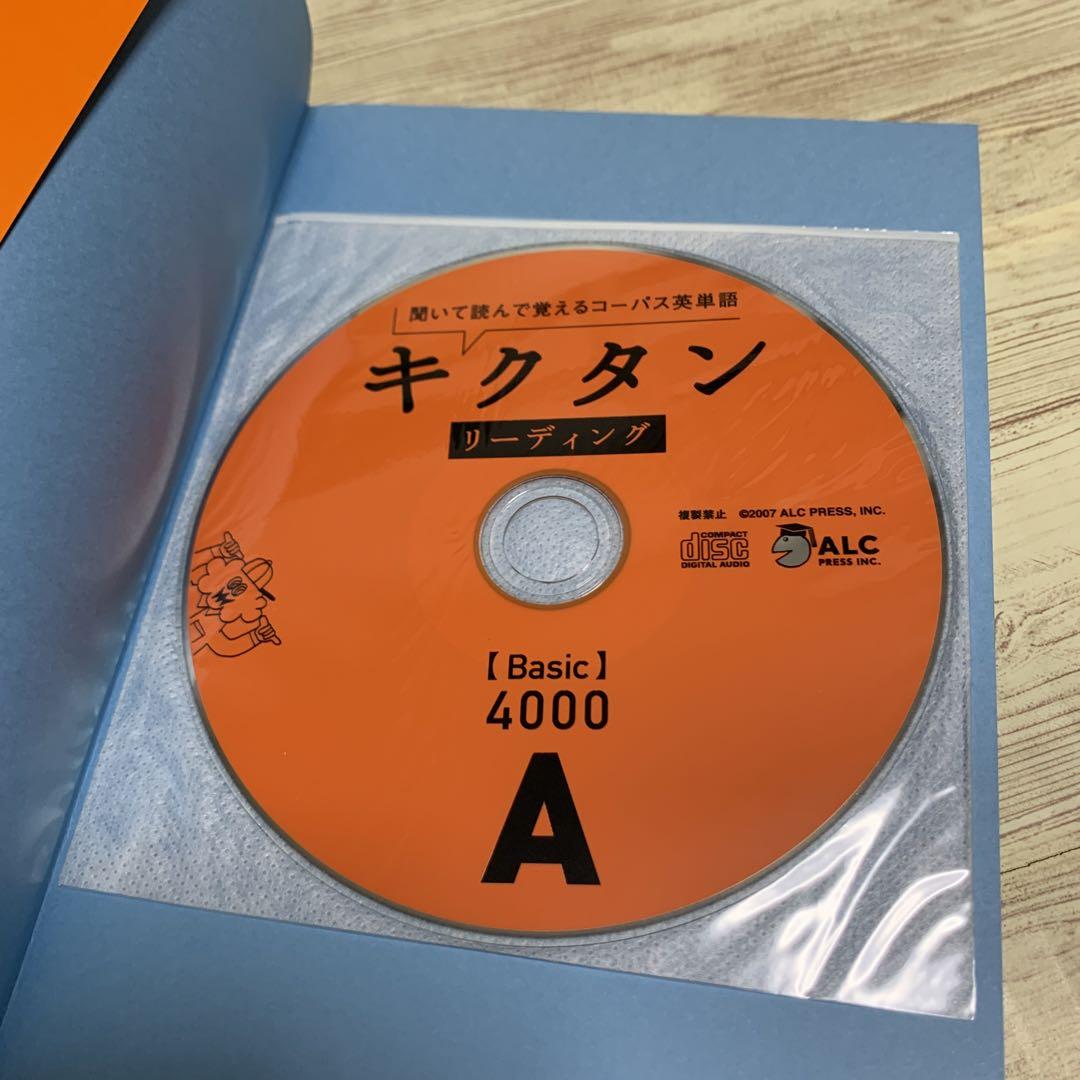 聞いて読んで覚えるコーパス英単語
キクタン
リーディング
複製禁止 ©2007 ALC PRESS, INC.
COMPACT
disc
DIGITAL AUDIO
ALC
PRESS INC.
【Basic】
4000
A